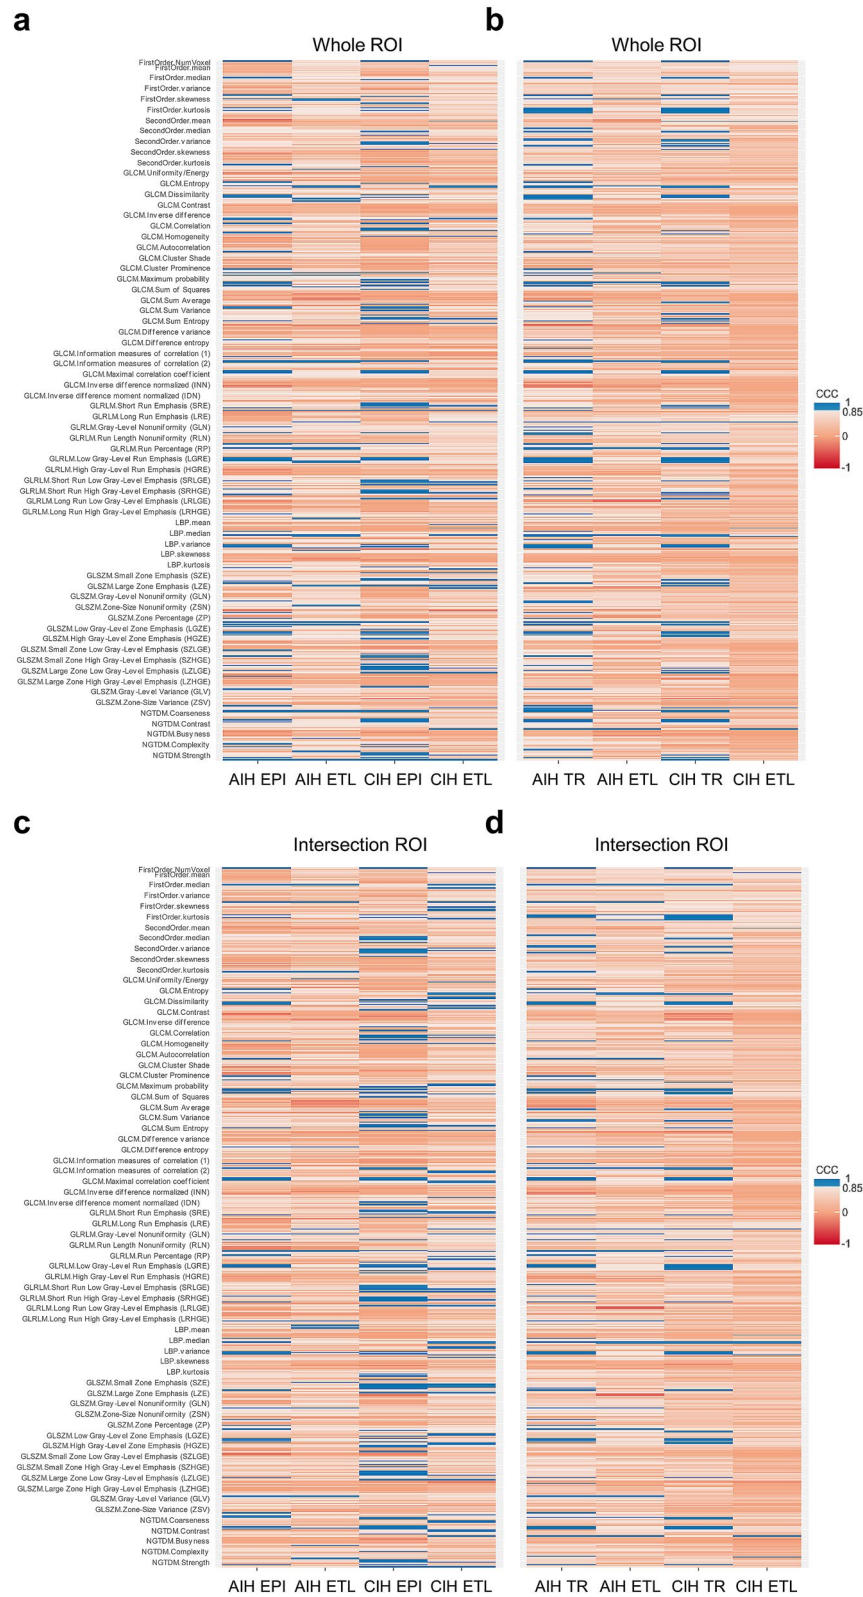 a
Whole ROI
FirstOrder.NumVoxel
FirstOrder.mean
FirstOrder.median
FirstOrder.variance
FirstOrder.skewness
FirstOrder.kurtosis
SecondOrder.mean
SecondOrder.median
SecondOrder.variance
SecondOrder.skewness
SecondOrder.kurtosis
GLCM.Uniformity/Energy
GLCM.Entropy
GLCM.Dissimilarity
GLCM.Contrast
GLCM.Inverse difference
GLCM.Correlation
GLCM.Homogeneity
GLCM.Autocorrelation
GLCM.Cluster Shade
GLCM.Cluster Prominence
GLCM.Maximum probability
GLCM.Sum of Squares
GLCM.Sum Average
GLCM.Sum Variance
GLCM.Sum Entropy
GLCM.Difference variance
GLCM.Difference entropy
GLCM.Information measures of correlation (1)
GLCM.Information measures of correlation (2)
GLCM.Maximal correlation coefficient
GLCM.Inverse difference normalized (INN)
GLCM.Inverse difference moment normalized (IDN)
GLRLM.Short Run Emphasis (SRE)
GLRLM.Long Run Emphasis (LRE)
GLRLM.Gray-Level Nonuniformity (GLN)
GLRLM.Run Length Nonuniformity (RLN)
GLRLM.Run Percentage (RP)
GLRLM.Low Gray-Level Run Emphasis (LGRE)
GLRLM.High Gray-Level Run Emphasis (HGRE)
GLRLM.Short Run Low Gray-Level Emphasis (SRLGE)
GLRLM.Short Run High Gray-Level Emphasis (SRHGE)
GLRLM.Long Run Low Gray-Level Emphasis (LRLGE)
GLRLM.Long Run High Gray-Level Emphasis (LRHGE)
LBP.mean
LBP.median
LBP.variance
LBP.skewness
LBP.kurtosis
GLSZM.Small Zone Emphasis (SZE)
GLSZM.Large Zone Emphasis (LZE)
GLSZM.Gray-Level Nonuniformity (GLN)
GLSZM.Zone-Size Nonuniformity (ZSN)
GLSZM.Zone Percentage (ZP)
GLSZM.Low Gray-Level Zone Emphasis (LGZE)
GLSZM.High Gray-Level Zone Emphasis (HGZE)
GLSZM.Small Zone Low Gray-Level Emphasis (SZLGE)
GLSZM.Small Zone High Gray-Level Emphasis (SZHGE)
GLSZM.Large Zone Low Gray-Level Emphasis (LZLGE)
GLSZM.Large Zone High Gray-Level Emphasis (LZHGE)
GLSZM.Gray-Level Variance (GLV)
GLSZM.Zone-Size Variance (ZSV)
NGTDM.Coarseness
NGTDM.Contrast
NGTDM.Busyness
NGTDM.Complexity
NGTDM.Strength
AIH EPI AIH ETL CIH EPI CIH ETL
b
Whole ROI
AIH TR AIH ETL CIH TR CIH ETL
CCC
1
0.85
0
-1
c
Intersection ROI
FirstOrder.NumVoxel
FirstOrder.mean
FirstOrder.median
FirstOrder.variance
FirstOrder.skewness
FirstOrder.kurtosis
SecondOrder.mean
SecondOrder.median
SecondOrder.variance
SecondOrder.skewness
SecondOrder.kurtosis
GLCM.Uniformity/Energy
GLCM.Entropy
GLCM.Dissimilarity
GLCM.Contrast
GLCM.Inverse difference
GLCM.Correlation
GLCM.Homogeneity
GLCM.Autocorrelation
GLCM.Cluster Shade
GLCM.Cluster Prominence
GLCM.Maximum probability
GLCM.Sum of Squares
GLCM.Sum Average
GLCM.Sum Variance
GLCM.Sum Entropy
GLCM.Difference variance
GLCM.Difference entropy
GLCM.Information measures of correlation (1)
GLCM.Information measures of correlation (2)
GLCM.Maximal correlation coefficient
GLCM.Inverse difference normalized (INN)
GLCM.Inverse difference moment normalized (IDN)
GLRLM.Short Run Emphasis (SRE)
GLRLM.Long Run Emphasis (LRE)
GLRLM.Gray-Level Nonuniformity (GLN)
GLRLM.Run Length Nonuniformity (RLN)
GLRLM.Run Percentage (RP)
GLRLM.Low Gray-Level Run Emphasis (LGRE)
GLRLM.High Gray-Level Run Emphasis (HGRE)
GLRLM.Short Run Low Gray-Level Emphasis (SRLGE)
GLRLM.Short Run High Gray-Level Emphasis (SRHGE)
GLRLM.Long Run Low Gray-Level Emphasis (LRLGE)
GLRLM.Long Run High Gray-Level Emphasis (LRHGE)
LBP.mean
LBP.median
LBP.variance
LBP.skewness
LBP.kurtosis
GLSZM.Small Zone Emphasis (SZE)
GLSZM.Large Zone Emphasis (LZE)
GLSZM.Gray-Level Nonuniformity (GLN)
GLSZM.Zone-Size Nonuniformity (ZSN)
GLSZM.Zone Percentage (ZP)
GLSZM.Low Gray-Level Zone Emphasis (LGZE)
GLSZM.High Gray-Level Zone Emphasis (HGZE)
GLSZM.Small Zone Low Gray-Level Emphasis (SZLGE)
GLSZM.Small Zone High Gray-Level Emphasis (SZHGE)
GLSZM.Large Zone Low Gray-Level Emphasis (LZLGE)
GLSZM.Large Zone High Gray-Level Emphasis (LZHGE)
GLSZM.Gray-Level Variance (GLV)
GLSZM.Zone-Size Variance (ZSV)
NGTDM.Coarseness
NGTDM.Contrast
NGTDM.Busyness
NGTDM.Complexity
NGTDM.Strength
AIH EPI AIH ETL CIH EPI CIH ETL
d
Intersection ROI
AIH TR AIH ETL CIH TR CIH ETL
CCC
1
0.85
0
-1